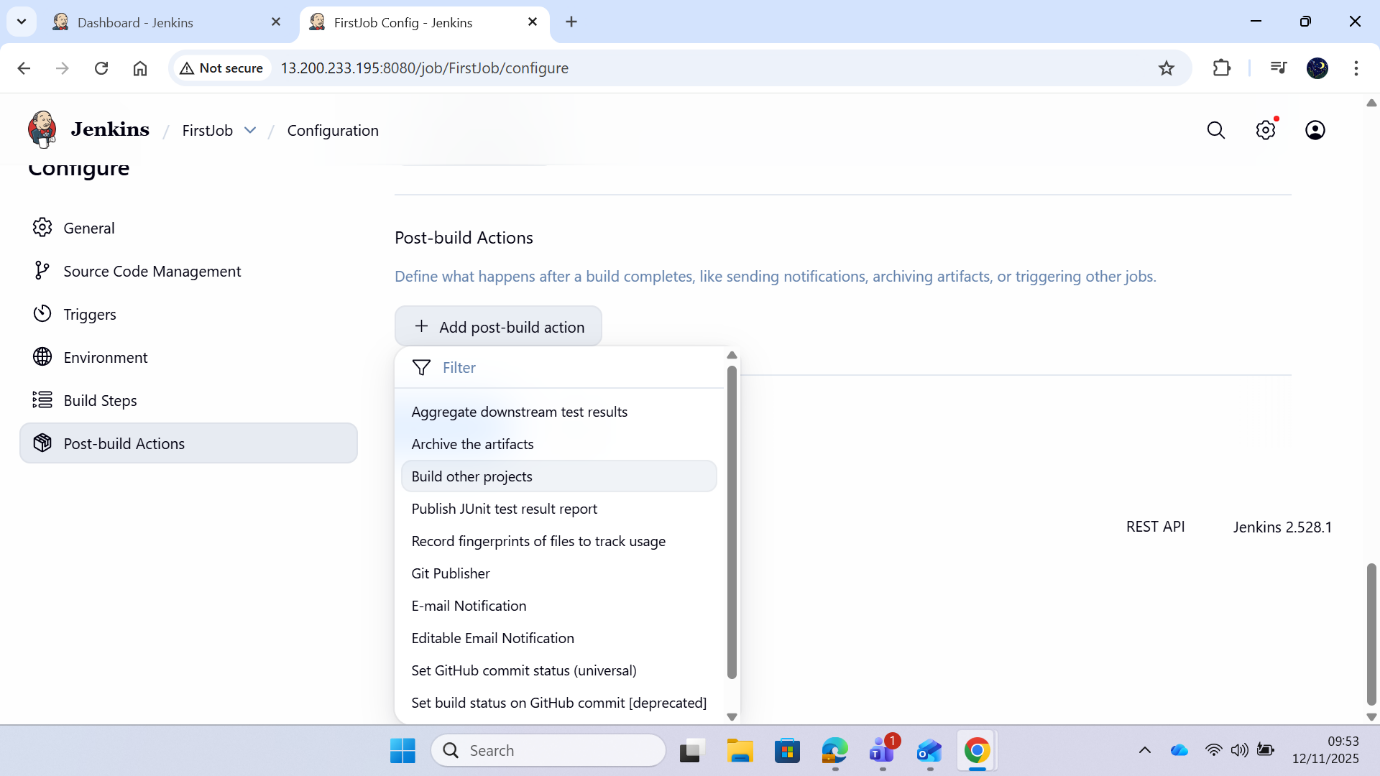 Dashboard - Jenkins
FirstJob Config - Jenkins
Not secure
13.200.233.195:8080/job/FirstJob/configure
Jenkins / FirstJob / Configuration
Configure
General
Source Code Management
Triggers
Environment
Build Steps
Post-build Actions
Post-build Actions
Define what happens after a build completes, like sending notifications, archiving artifacts, or triggering other jobs.
+ Add post-build action
Filter
Aggregate downstream test results
Archive the artifacts
Build other projects
Publish JUnit test result report
Record fingerprints of files to track usage
Git Publisher
E-mail Notification
Editable Email Notification
Set GitHub commit status (universal)
Set build status on GitHub commit [deprecated]
REST API
Jenkins 2.528.1
Search
1
09:53
12/11/2025